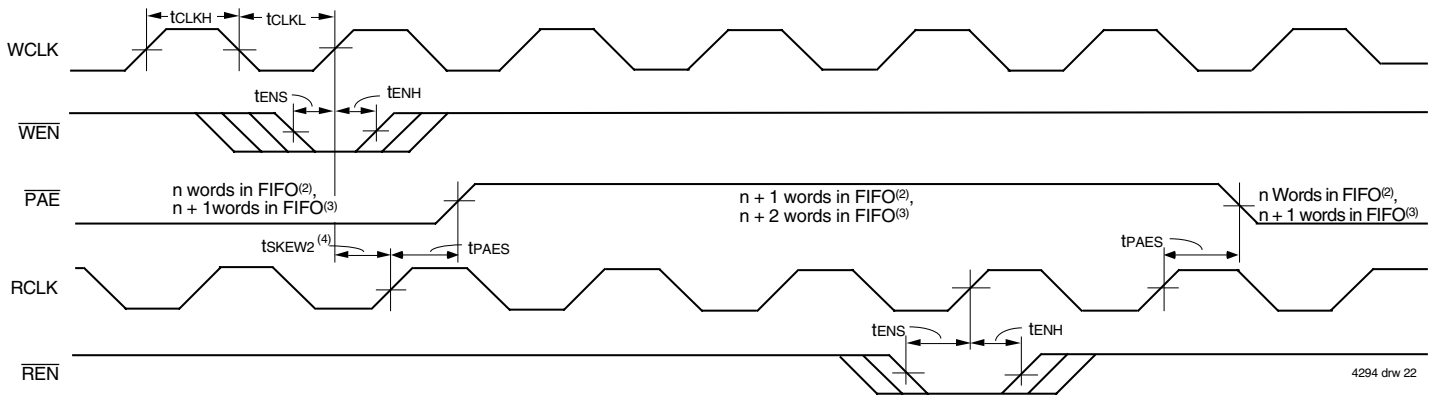 tCLKH
tCLKL
WCLK
tENS
tENH
WEN
PAE
n words in FIFO(2),
n + 1words in FIFO(3)
n + 1 words in FIFO(2),
n + 2 words in FIFO(3)
n Words in FIFO(2),
n + 1 words in FIFO(3)
tSKEW2 (4)
tPAES
tPAES
RCLK
tENS
tENH
REN
4294 drw 22